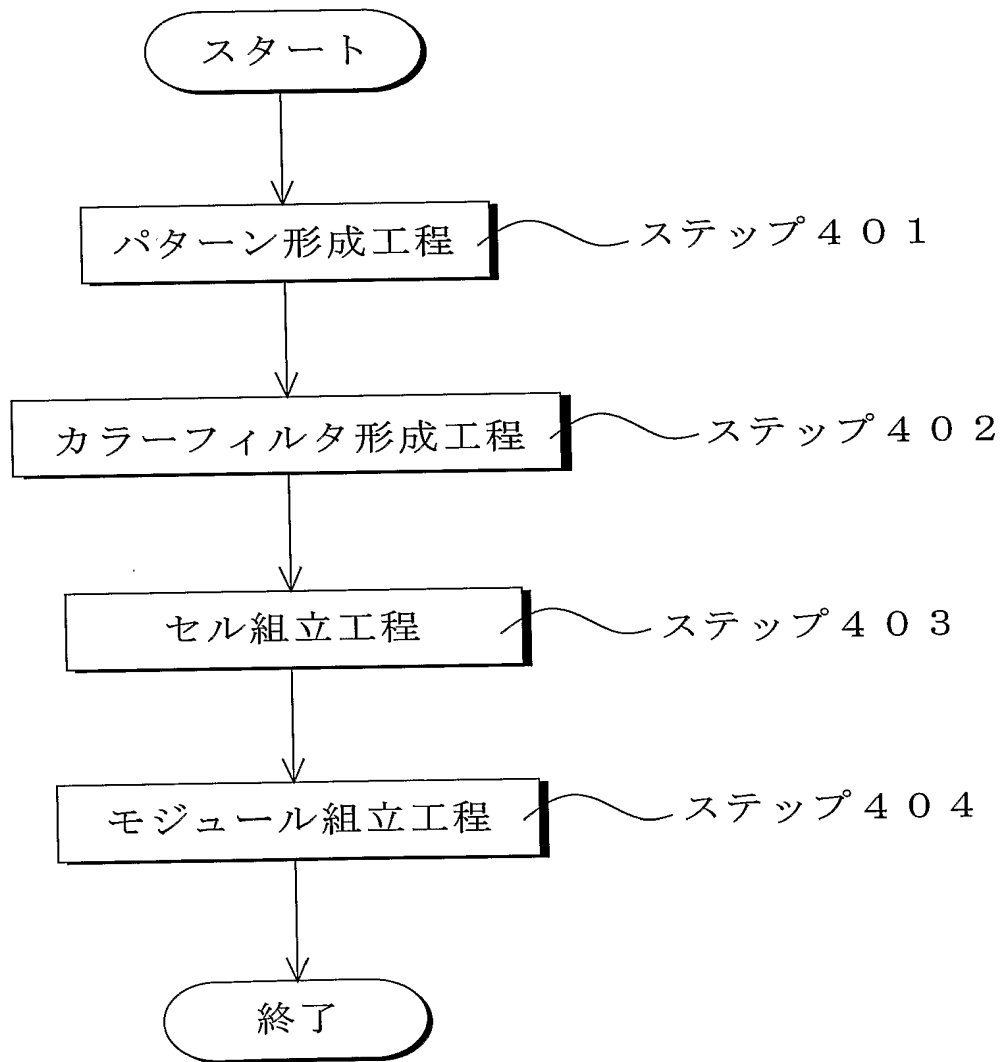 スタート
パターン形成工程
ステップ４０１
カラーフィルタ形成工程
ステップ４０２
セル組立工程
ステップ４０３
モジュール組立工程
ステップ４０４
終了